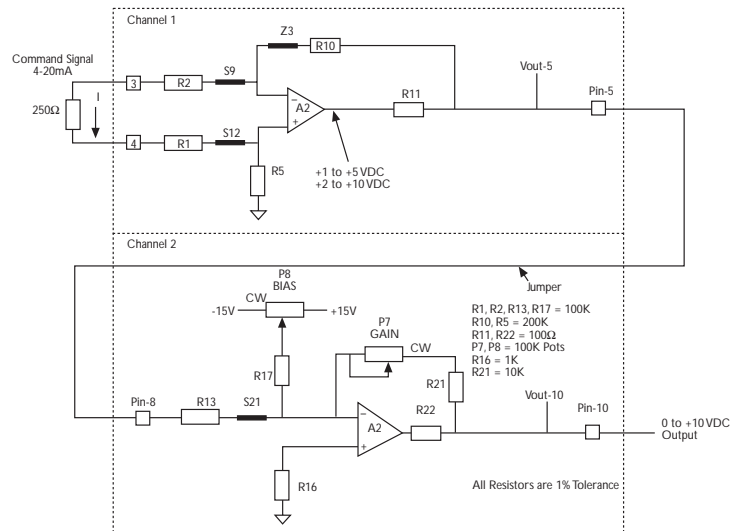 Channel 1
Command Signal
4-20mA
250Ω
I
3
R2
S9
Z3
R10
A2
−
+
R11
Vout-5
Pin-5
4
R1
S12
R5
+1 to +5 VDC
+2 to +10 VDC
Channel 2
Jumper
P8
BIAS
CW
-15V
+15V
P7
GAIN
CW
R1, R2, R13, R17 = 100K
R10, R5 = 200K
R11, R22 = 100Ω
P7, P8 = 100K Pots
R16 = 1K
R21 = 10K
R17
R21
Pin-8
R13
S21
−
A2
+
R22
Vout-10
Pin-10
0 to +10 VDC
Output
R16
All Resistors are 1% Tolerance